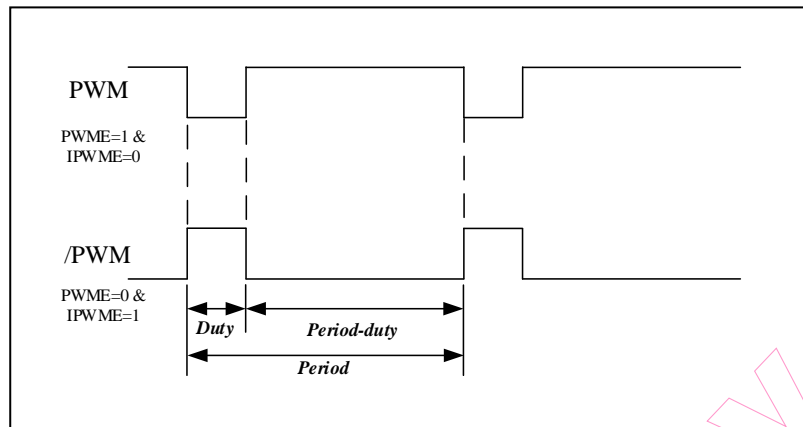 PWM
PWME=1 &
IPWME=0
/PWM
PWME=0 &
IPWME=1
Duty
Period-duty
Period